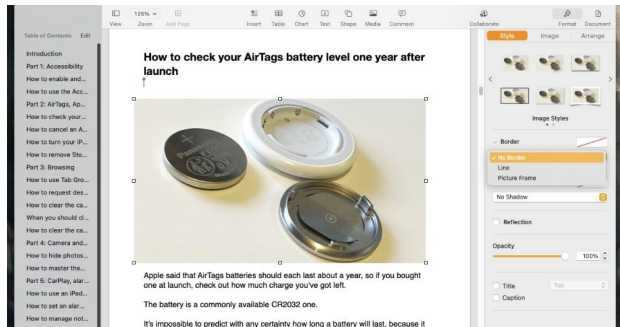 125%
View
Zoom
Add Page
Insert
Table
Chart
Text
Shape
Media
Comment
Collaborate
Format
Document
Table of Contents
Edit
Introduction
Part 1: Accessibility
How to enable and...
How to use the Acc...
Part 2: AirTags, Ap...
How to check your...
How to cancel an A...
How to turn your iP...
How to remove Sto...
Part 3: Browsing
How to use Tab Gro...
How to request des...
How to clear the ca...
When you should cl...
How to clear the ca...
Part 4: Camera and...
How to hide photos...
How to master the...
Part 5: CarPlay, alar...
How to use an iPad...
How to set an alar...
How to manage not...
How to check your AirTags battery level one year after
launch
Panasonic
Apple said that AirTags batteries should each last about a year, so if you bought
one at launch, check out how much charge you've got left.
The battery is a commonly available CR2032 one.
It's impossible to predict with any certainty how long a battery will last, because it
Style
Image
Arrange
Image Styles
Border
No Border
Line
Picture Frame
No Shadow
Reflection
Opacity
100%
Title
Top
Caption